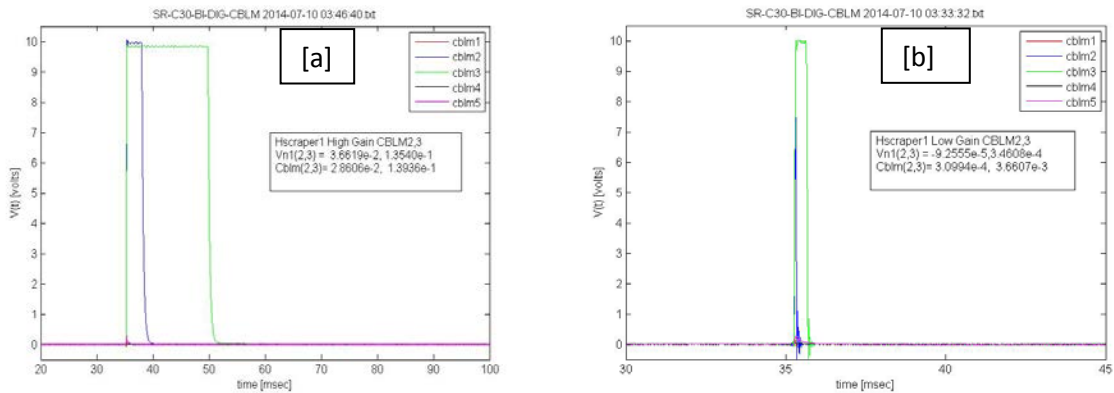 SR-C30-BI-DIG-CBLM 2014-07-10 03:46:40.txt
[a]
cblm1
cblm2
cblm3
cblm4
cblm5
Hscraper1 High Gain CBLM2,3
Vn1(2,3) = 3.6619e-2, 1.3540e-1
Cblm(2,3)= 2.8606e-2, 1.3936e-1
V(t) [volts]
10
9
8
7
6
5
4
3
2
1
0
20 30 40 50 60 70 80 90 100
time [msec]
SR-C30-BI-DIG-CBLM 2014-07-10 03:33:32.txt
[b]
cblm1
cblm2
cblm3
cblm4
cblm5
Hscraper1 Low Gain CBLM2,3
Vn1(2,3) = -9.2555e-5,3.4608e-4
Cblm(2,3)= 3.0994e-4, 3.6607e-3
V(t) [volts]
10
9
8
7
6
5
4
3
2
1
0
30 35 40 45
time [msec]